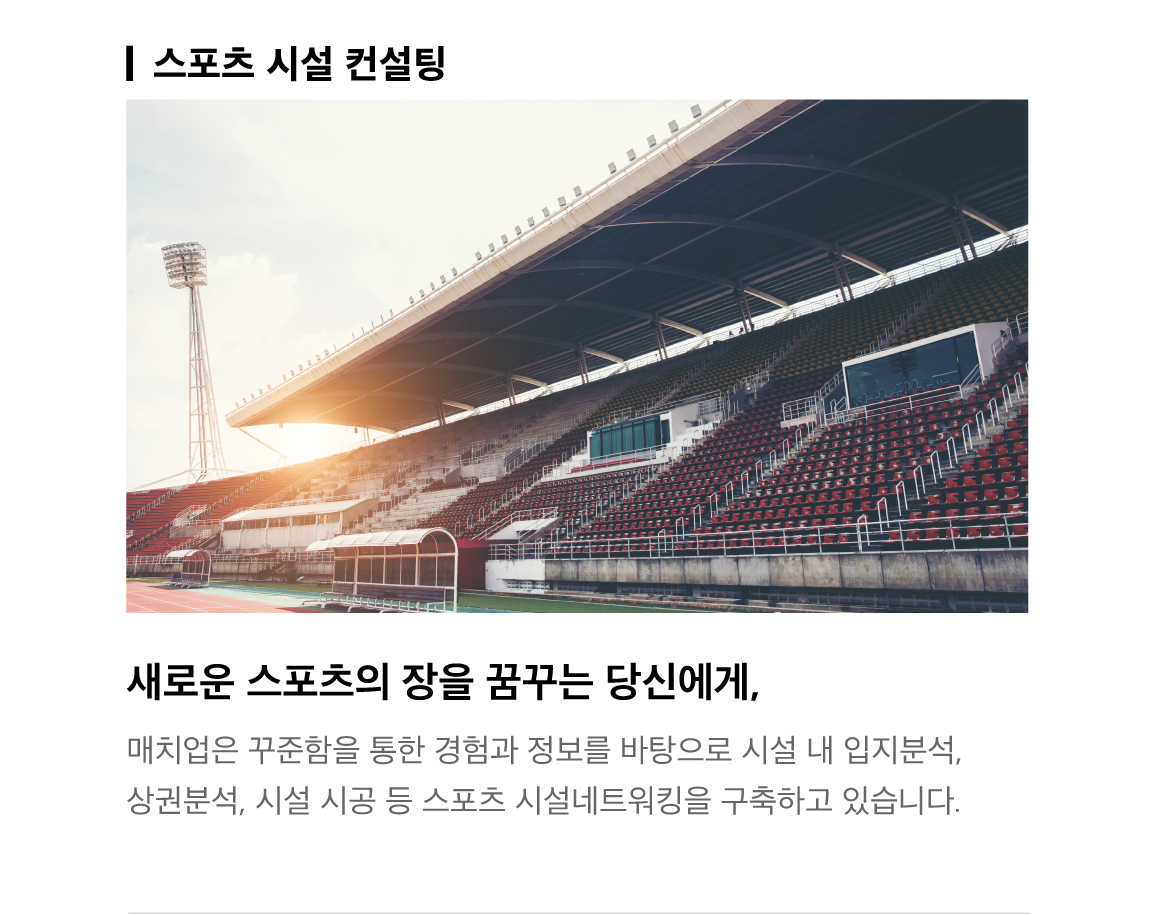 스포츠 시설 컨설팅
새로운 스포츠의 장을 꿈꾸는 당신에게,
매치업은 꾸준함을 통한 경험과 정보를 바탕으로 시설 내 입지분석,
상권분석, 시설 시공 등 스포츠 시설네트워킹을 구축하고 있습니다.